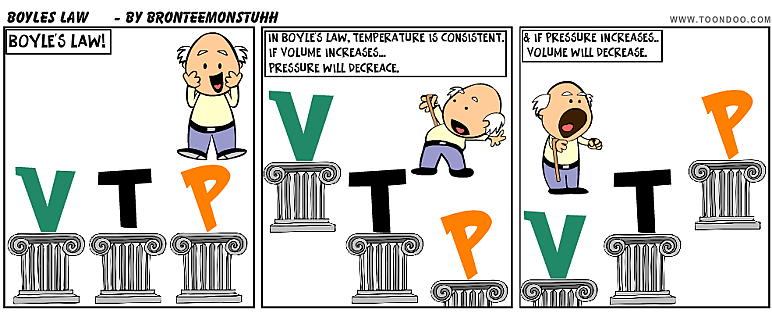 BOYLES LAW - BY BRONTEEMONSTUHH
WWW.TOONDOO.COM
BOYLE'S LAW!
V T P
IN BOYLE'S LAW, TEMPERATURE IS CONSISTENT.
IF VOLUME INCREASES...
PRESSURE WILL DECREACE.
V T P
& IF PRESSURE INCREASES..
VOLUME WILL DECREASE.
V T P